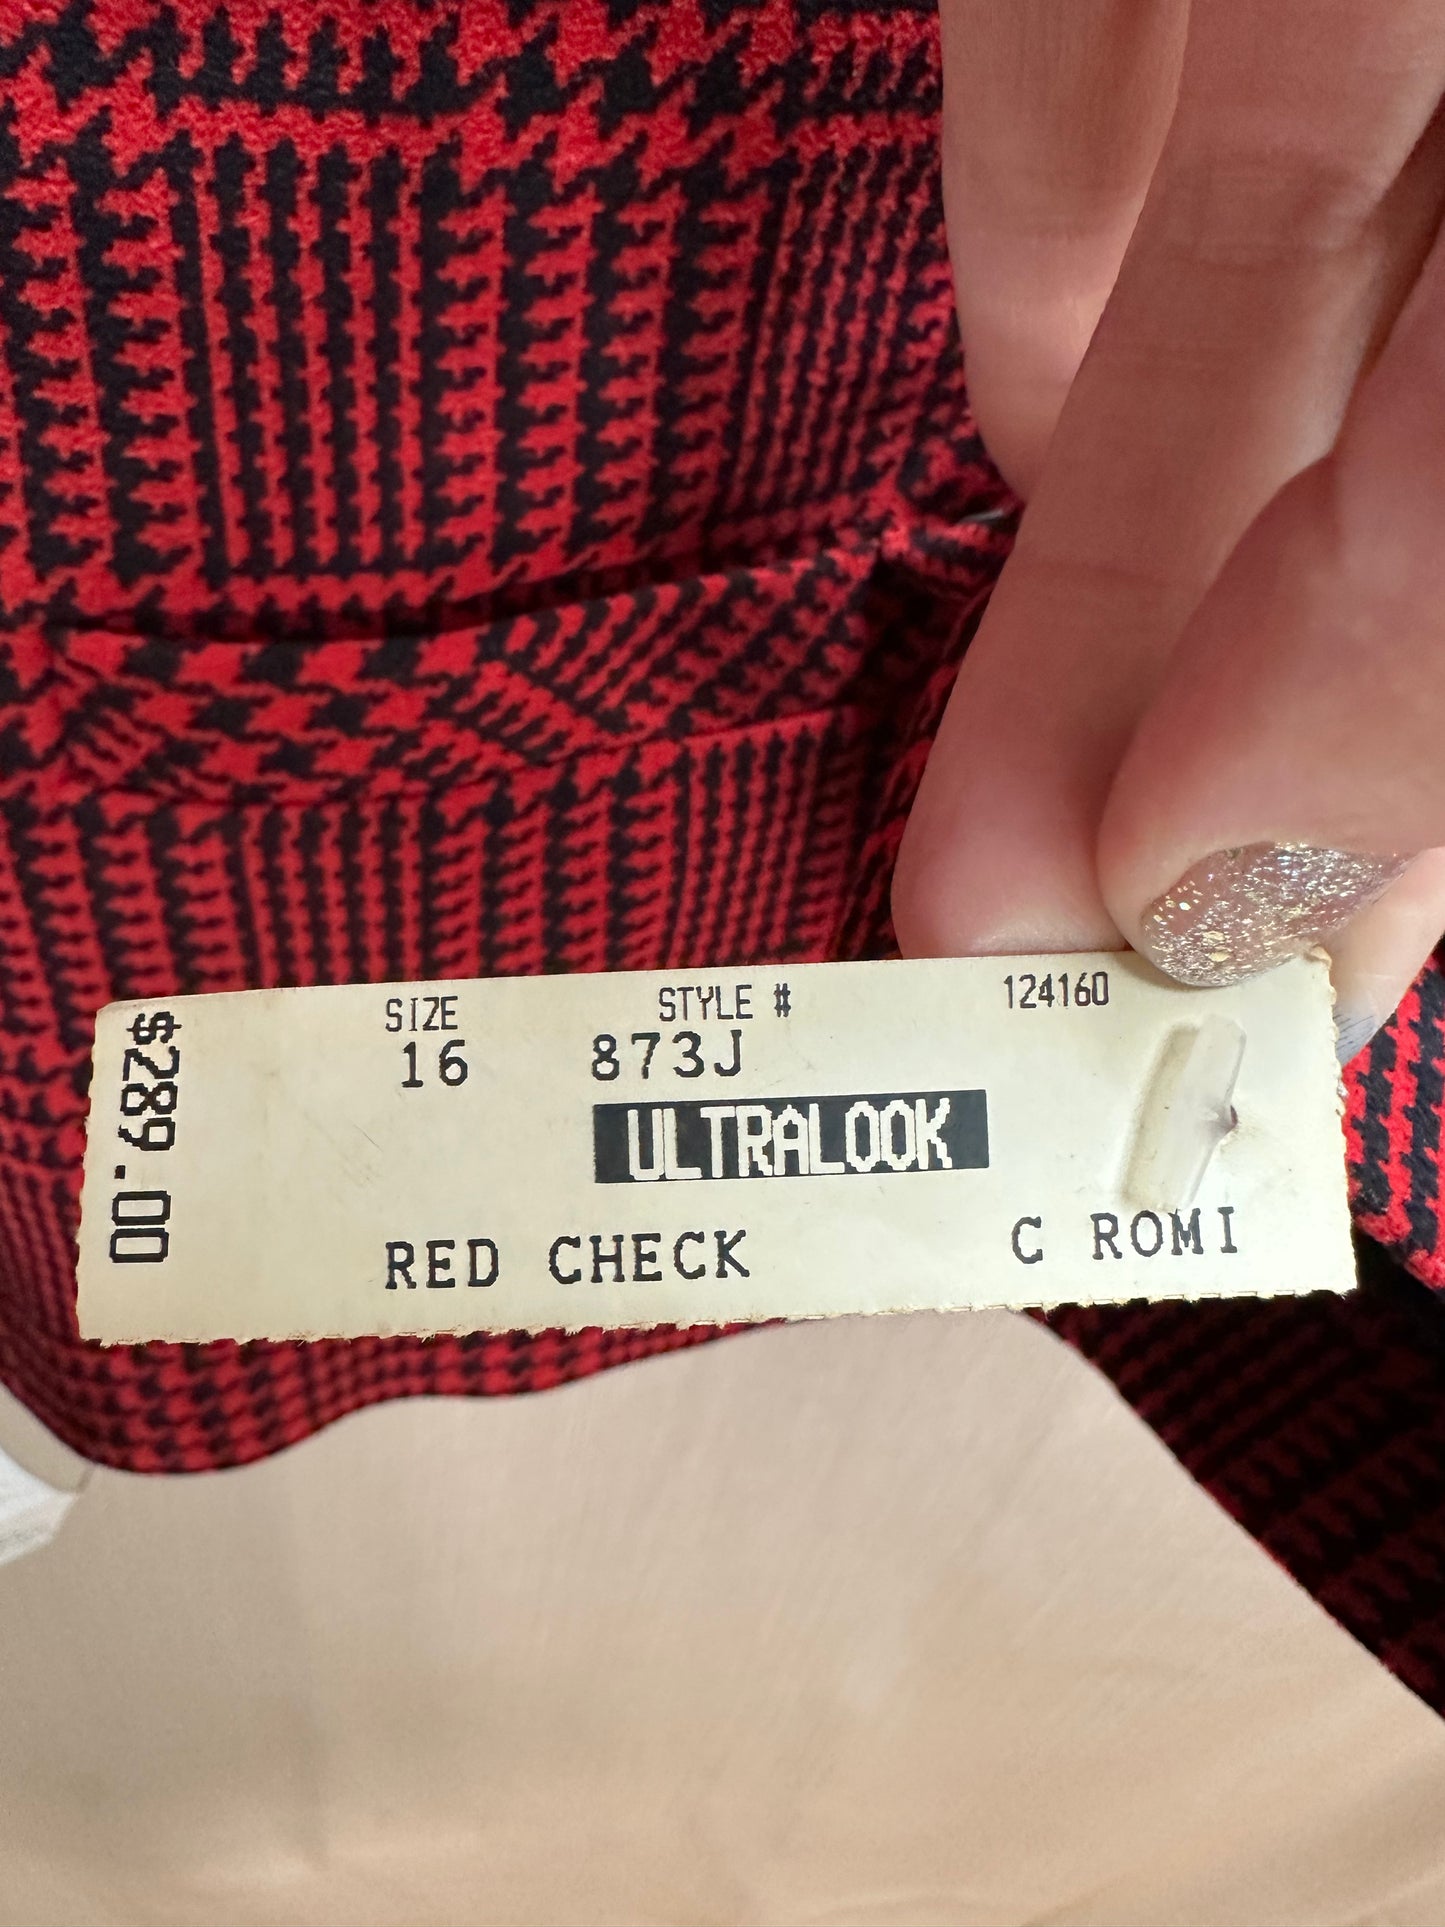 SIZE STYLE # 124160
16 873J
ULTRALOOK
RED CHECK C ROMI
$289.00